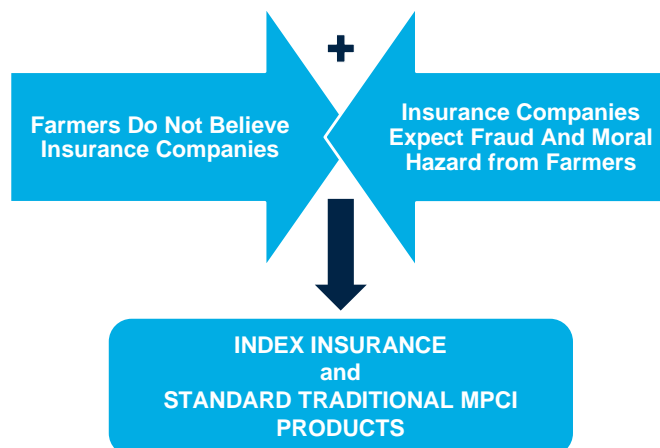 +
Farmers Do Not Believe
Insurance Companies
Insurance Companies
Expect Fraud And Moral
Hazard from Farmers
INDEX INSURANCE
and
STANDARD TRADITIONAL MPCI
PRODUCTS